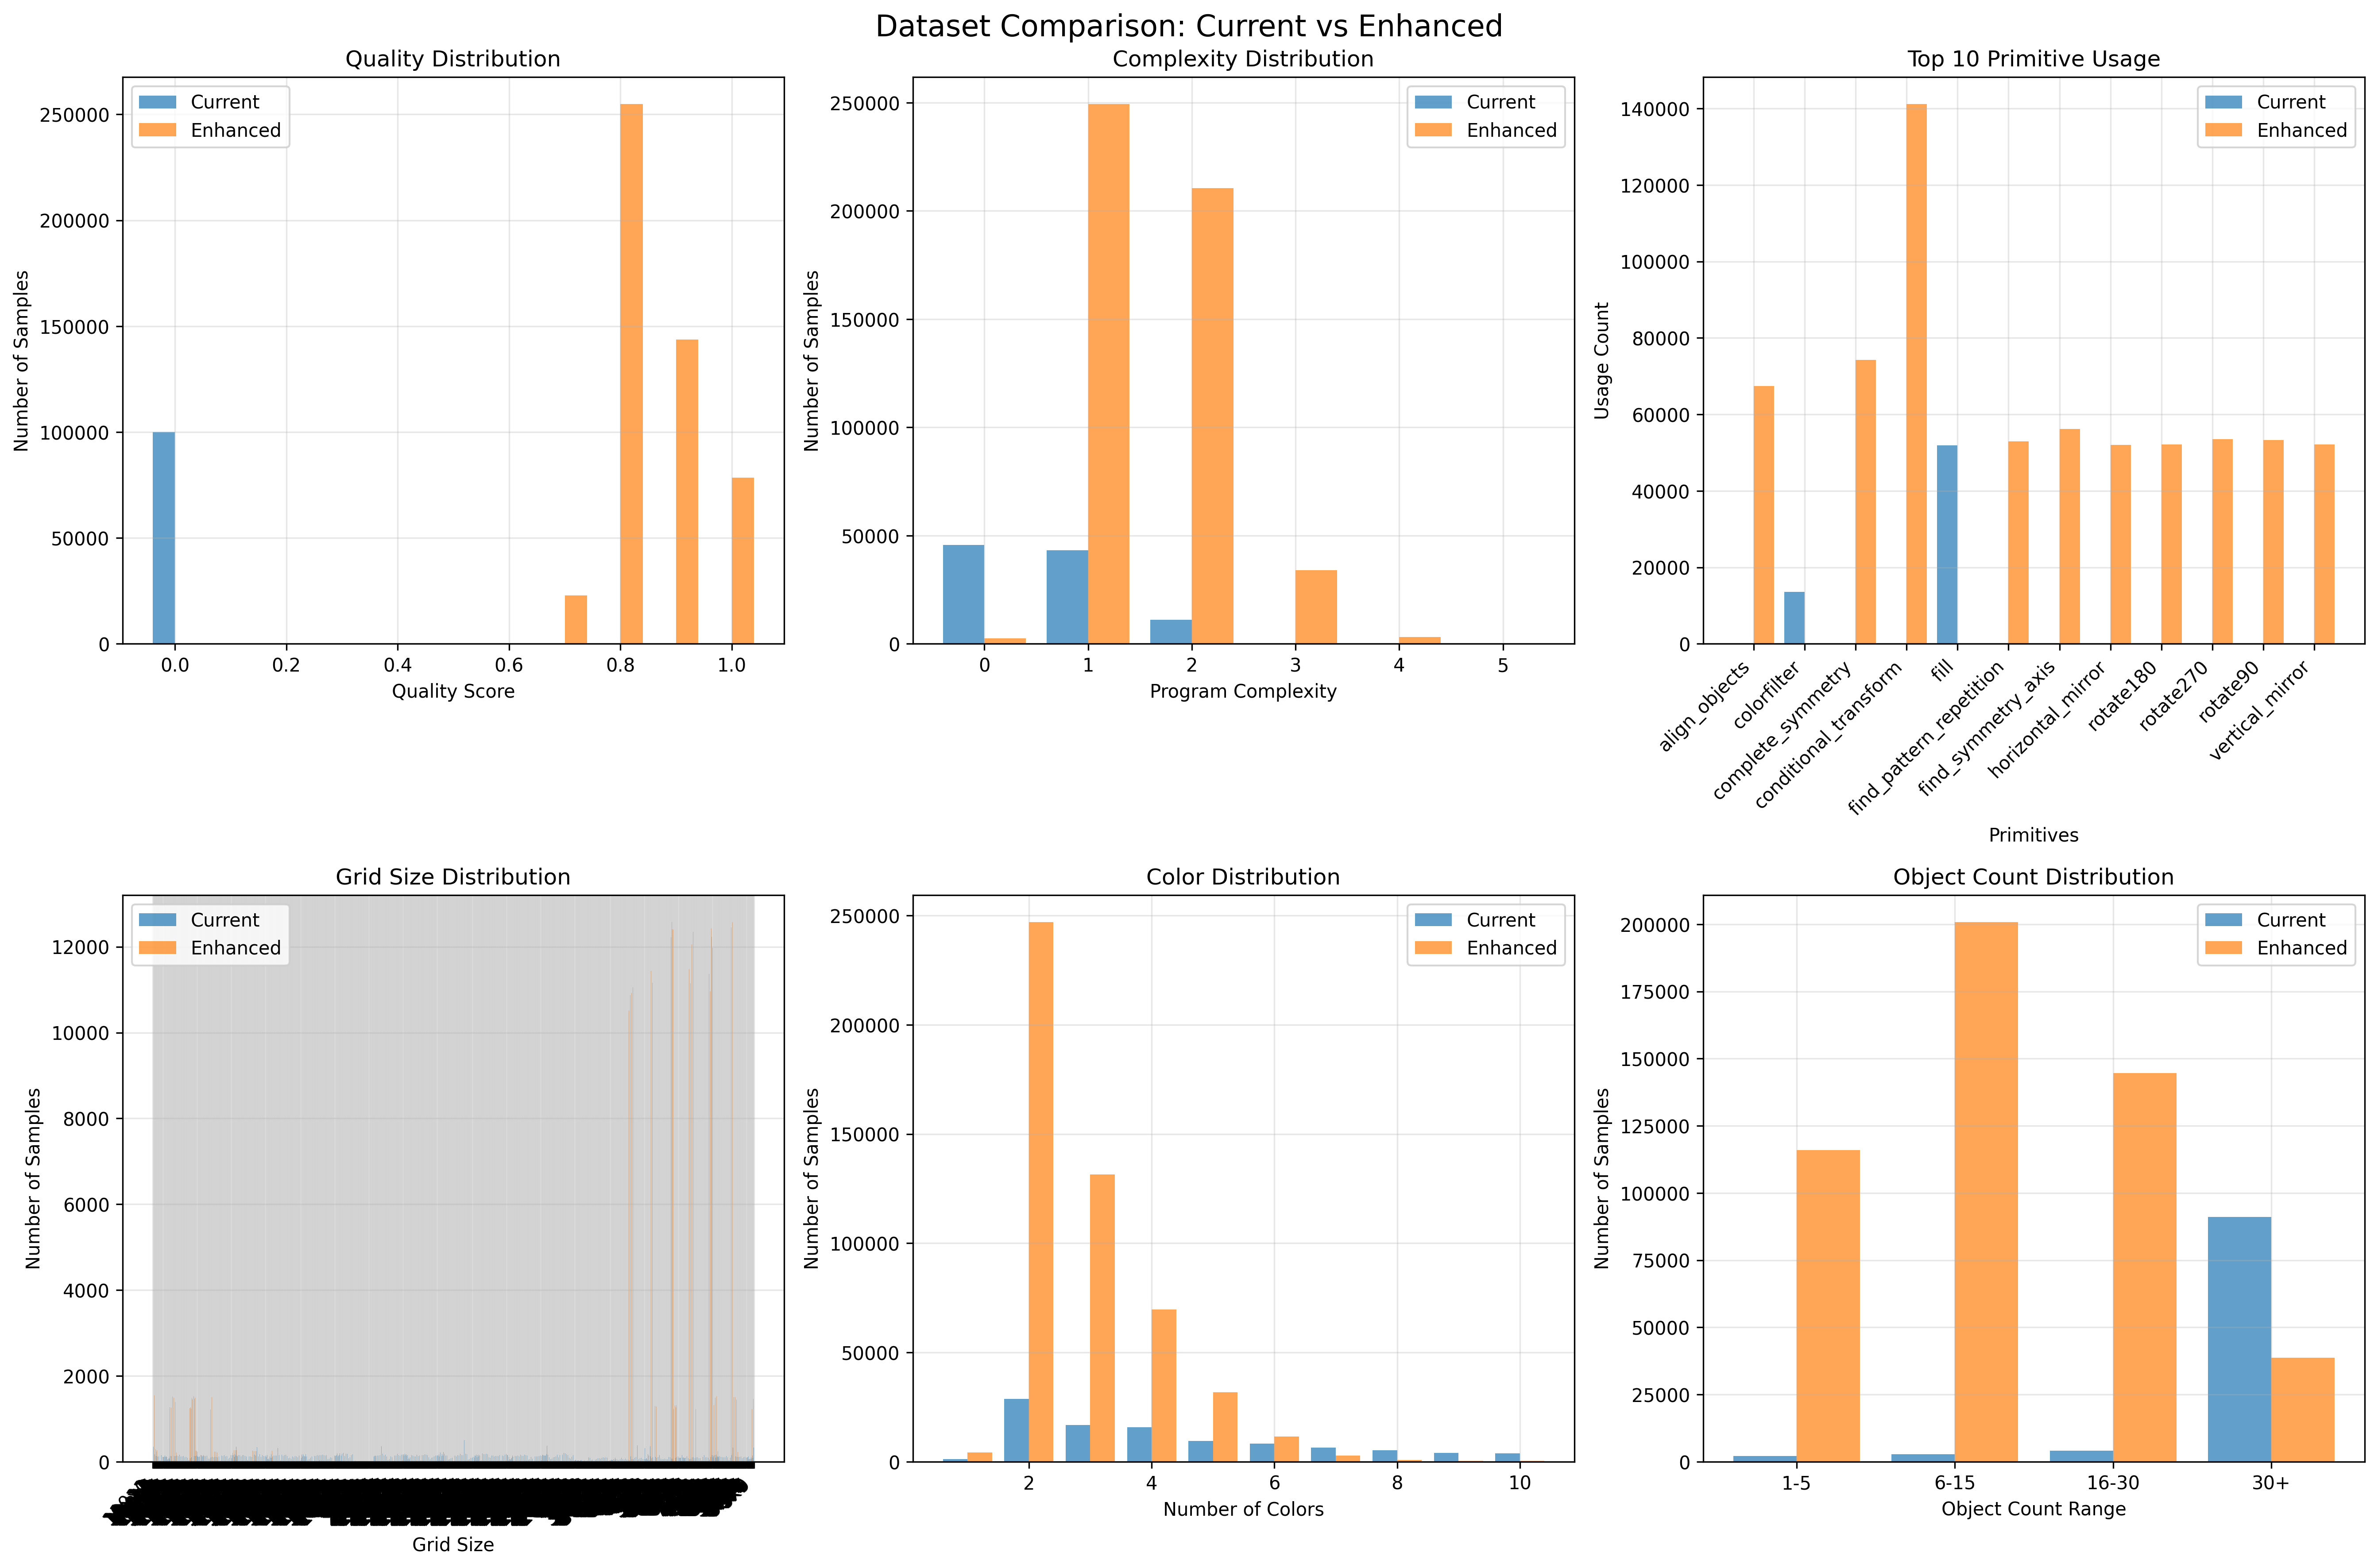 Dataset Comparison: Current vs Enhanced
Quality Distribution
Current
Enhanced
Number of Samples
250000
200000
150000
100000
50000
0
0.0 0.2 0.4 0.6 0.8 1.0
Quality Score
Complexity Distribution
Current
Enhanced
Number of Samples
250000
200000
150000
100000
50000
0
0 1 2 3 4 5
Program Complexity
Top 10 Primitive Usage
Current
Enhanced
Usage Count
140000
120000
100000
80000
60000
40000
20000
0
align_objects
colorfilter
complete_symmetry
conditional_transform
fill
find_pattern_repetition
find_symmetry_axis
horizontal_mirror
rotate180
rotate270
rotate90
vertical_mirror
Primitives
Grid Size Distribution
Current
Enhanced
Number of Samples
12000
10000
8000
6000
4000
2000
0
Grid Size
Color Distribution
Current
Enhanced
Number of Samples
250000
200000
150000
100000
50000
0
2 4 6 8 10
Number of Colors
Object Count Distribution
Current
Enhanced
Number of Samples
200000
175000
150000
125000
100000
75000
50000
25000
0
1-5 6-15 16-30 30+
Object Count Range